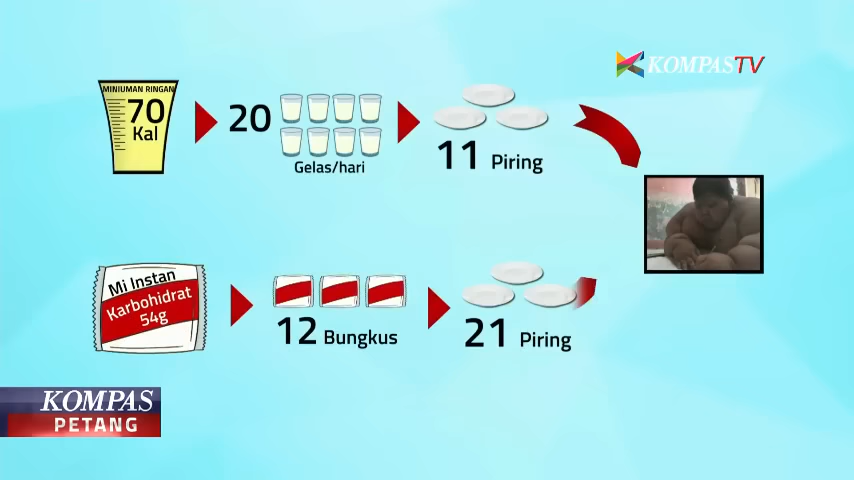 KOMPASTV
MINIUMAN RINGAN
70
Kal
20
Gelas/hari
11 Piring
Mi Instan
Karbohidrat
54g
12 Bungkus
21 Piring
KOMPAS
PETANG